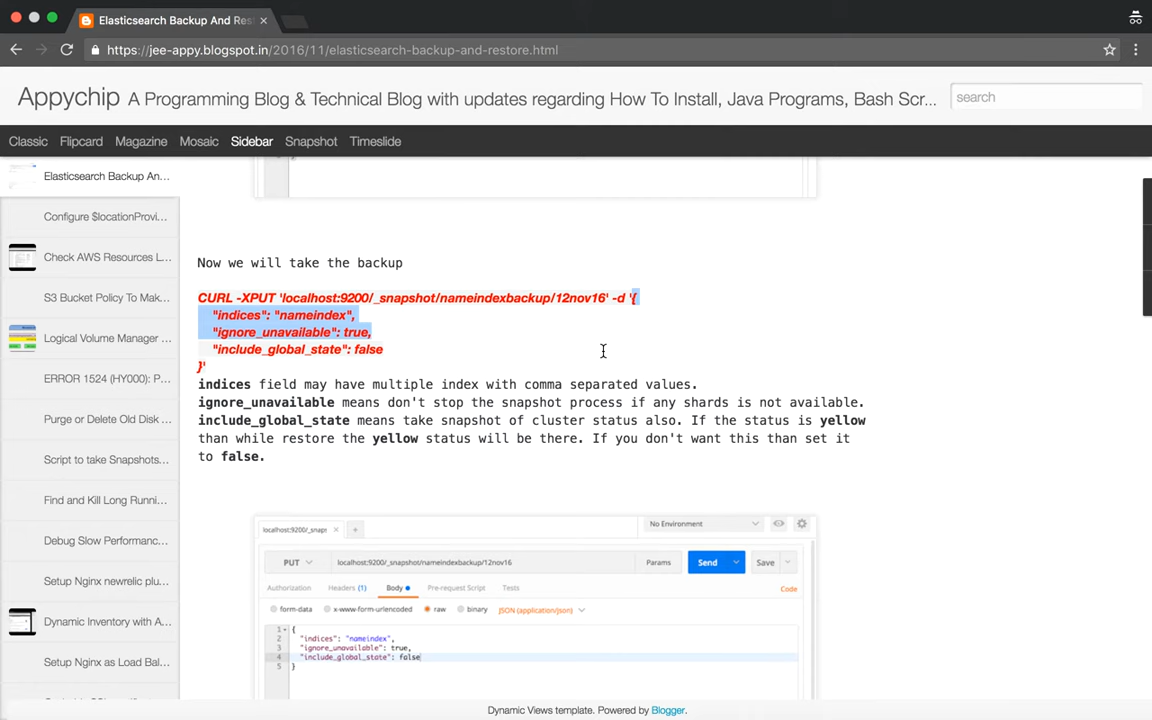 Elasticsearch Backup And Res
https://jee-appy.blogspot.in/2016/11/elasticsearch-backup-and-restore.html
Appychip A Programming Blog & Technical Blog with updates regarding How To Install, Java Programs, Bash Scr...
search
Classic Flipcard Magazine Mosaic Sidebar Snapshot Timeslide
Elasticsearch Backup An...
Configure $locationProvi...
Check AWS Resources L...
S3 Bucket Policy To Mak...
Logical Volume Manager ...
ERROR 1524 (HY000): P...
Purge or Delete Old Disk ...
Script to take Snapshots...
Find and Kill Long Runni...
Debug Slow Performanc...
Setup Nginx newrelic plu...
Dynamic Inventory with A...
Setup Nginx as Load Bal...
Now we will take the backup
CURL -XPUT 'localhost:9200/_snapshot/nameindexbackup/12nov16' -d '{
"indices": "nameindex",
"ignore_unavailable": true,
"include_global_state": false
}'
indices field may have multiple index with comma separated values.
ignore_unavailable means don't stop the snapshot process if any shards is not available.
include_global_state means take snapshot of cluster status also. If the status is yellow
than while restore the yellow status will be there. If you don't want this than set it
to false.
localhost:9200/_snaps No Environment
PUT localhost:9200/_snapshot/nameindexbackup/12nov16 Params Send Save
Authorization Headers (1) Body Pre-request Script Tests Code
form-data x-www-form-urlencoded raw binary JSON (application/json)
1 {
2 "indices": "nameindex",
3 "ignore_unavailable": true,
4 "include_global_state": false
5 }
Dynamic Views template. Powered by Blogger.